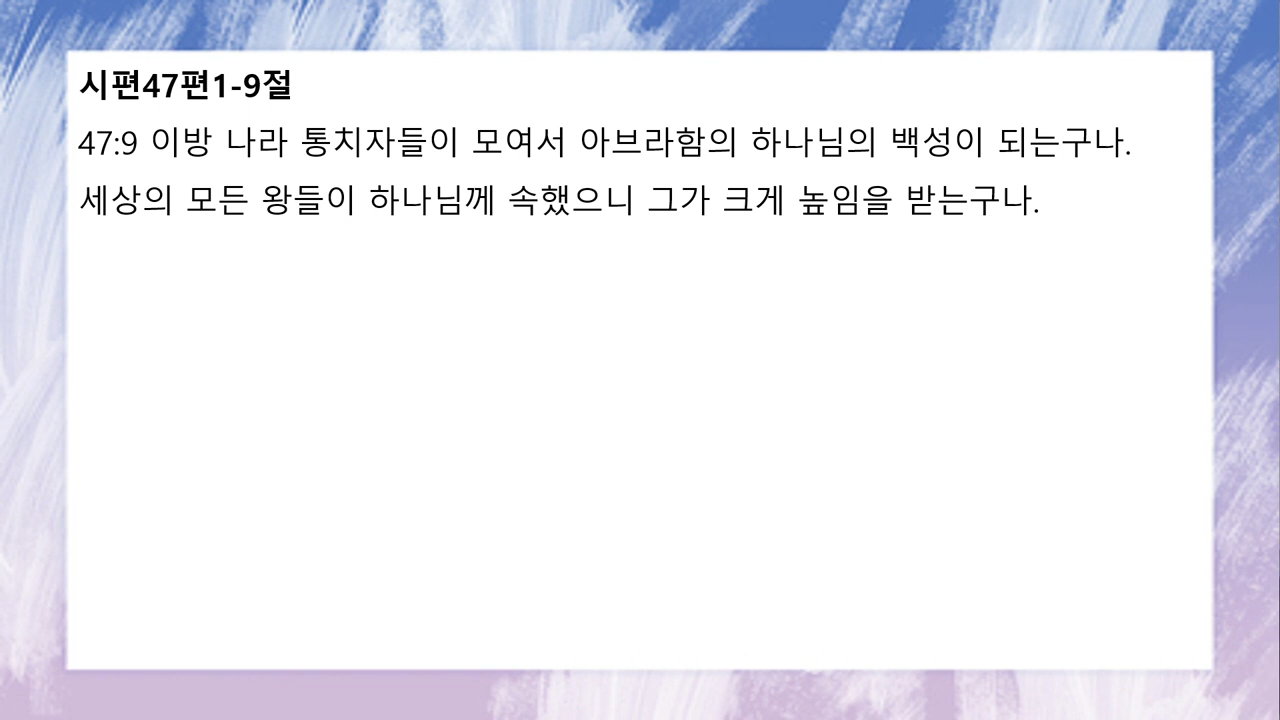 시편47편1-9절
47:9 이방 나라 통치자들이 모여서 아브라함의 하나님의 백성이 되는구나.
세상의 모든 왕들이 하나님께 속했으니 그가 크게 높임을 받는구나.